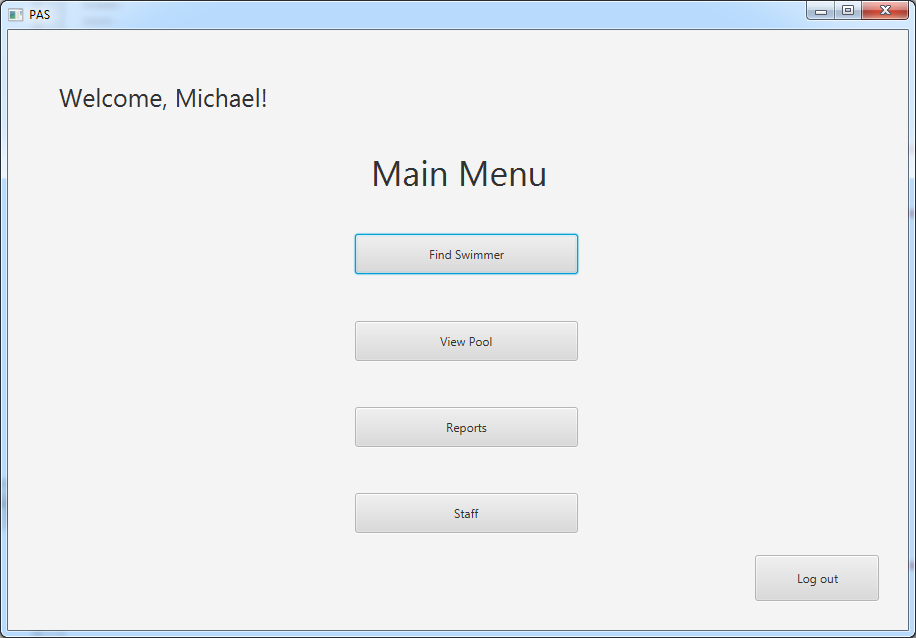 PAS
Welcome, Michael!
Main Menu
Find Swimmer
View Pool
Reports
Staff
Log out